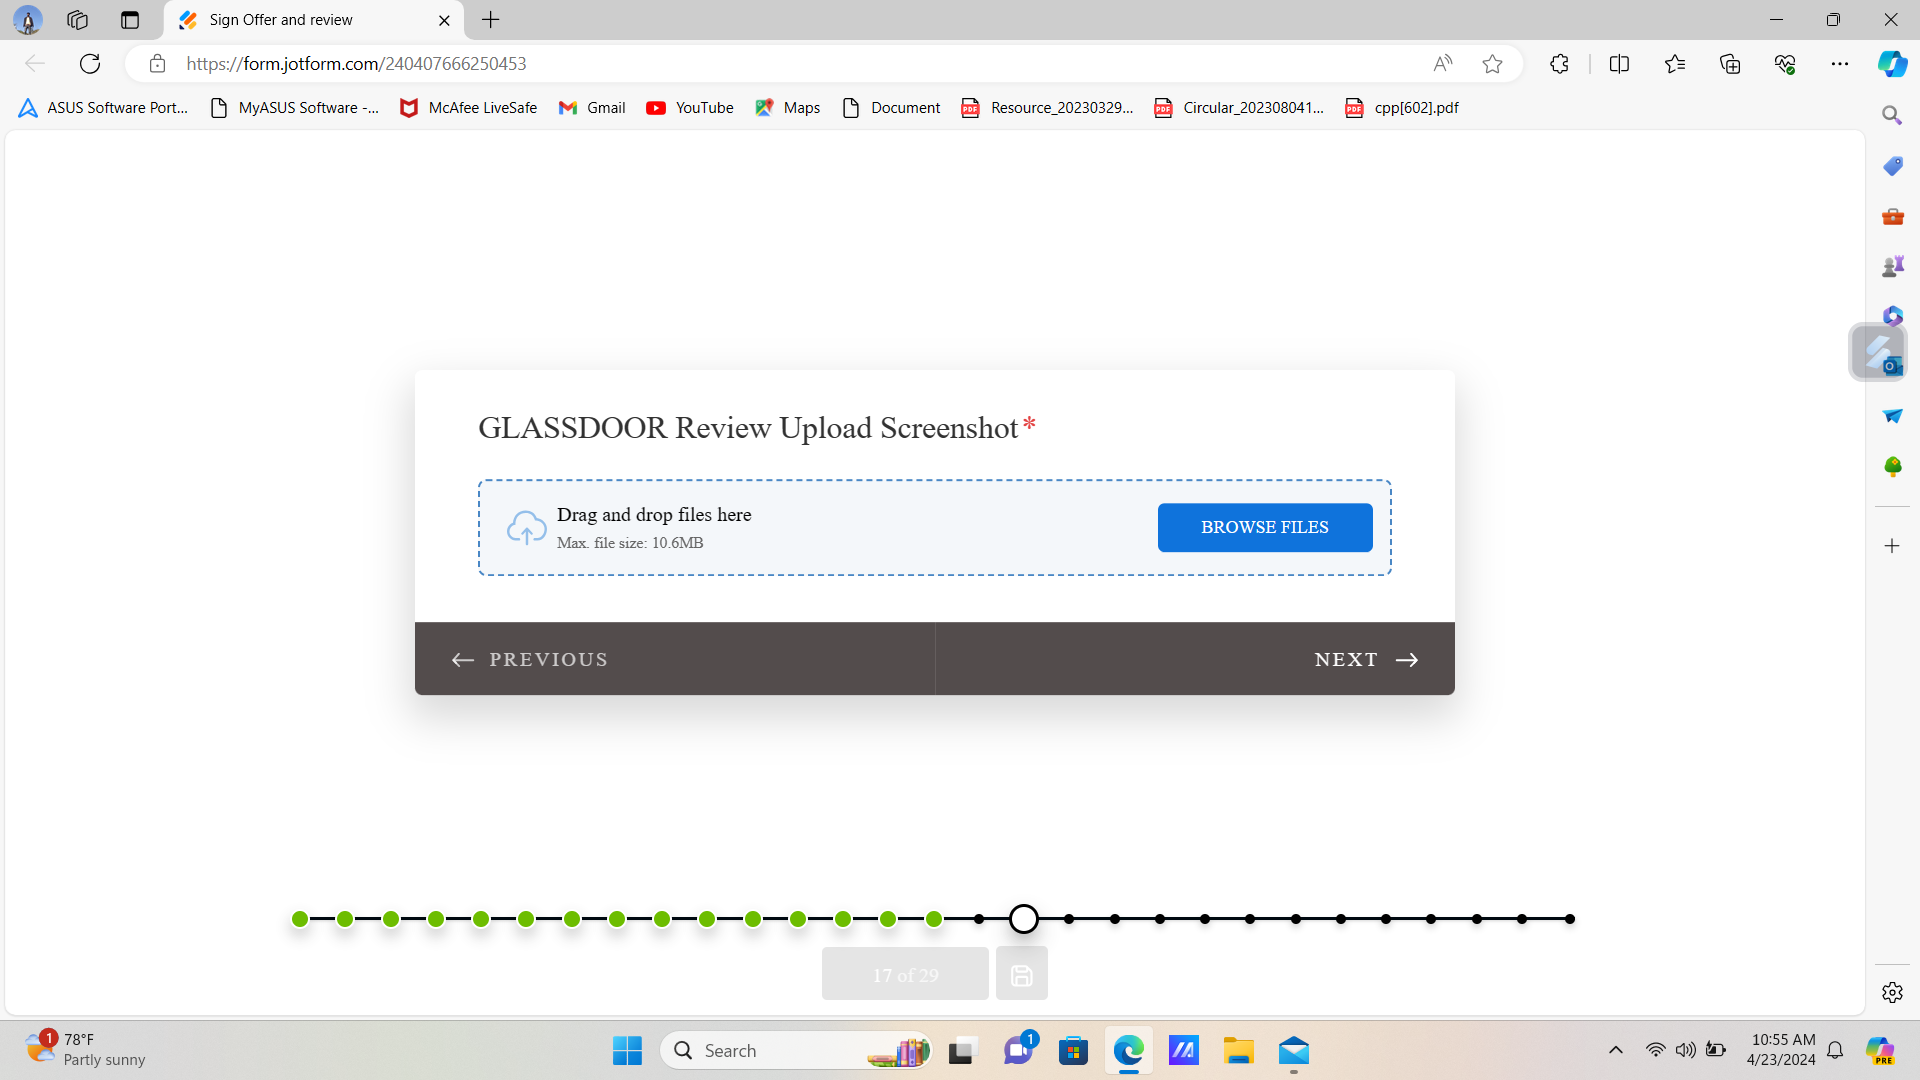 Sign Offer and review
https://form.jotform.com/240407666250453
ASUS Software Port... MyASUS Software -... McAfee LiveSafe Gmail YouTube Maps Document Resource_20230329... Circular_202308041... cpp[602].pdf
GLASSDOOR Review Upload Screenshot*
Drag and drop files here
Max. file size: 10.6MB
BROWSE FILES
PREVIOUS
NEXT
17 of 29
1
78°F
Partly sunny
Search
1
10:55 AM
4/23/2024
PRE